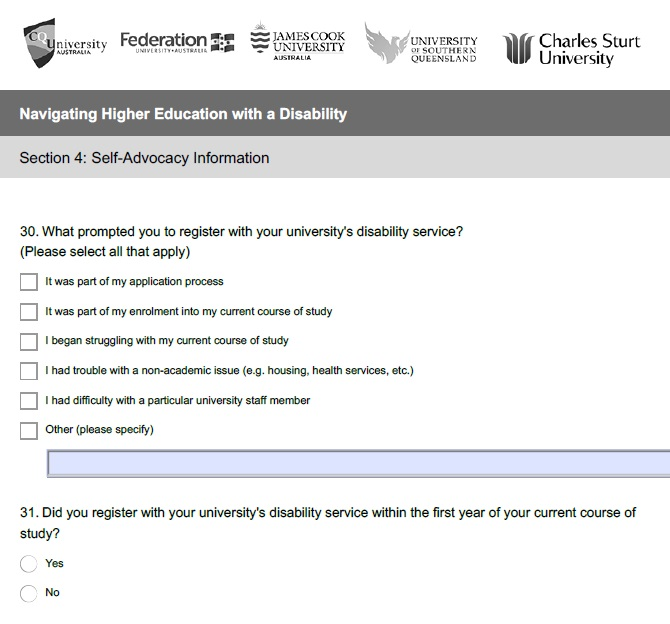 CQUniversity
AUSTRALIA
Federation
UNIVERSITY•AUSTRALIA
JAMES COOK
UNIVERSITY
AUSTRALIA
UNIVERSITY
OF SOUTHERN
QUEENSLAND
Charles Sturt
University
Navigating Higher Education with a Disability
Section 4: Self-Advocacy Information
30. What prompted you to register with your university's disability service?
(Please select all that apply)
It was part of my application process
It was part of my enrolment into my current course of study
I began struggling with my current course of study
I had trouble with a non-academic issue (e.g. housing, health services, etc.)
I had difficulty with a particular university staff member
Other (please specify)
31. Did you register with your university's disability service within the first year of your current course of
study?
Yes
No